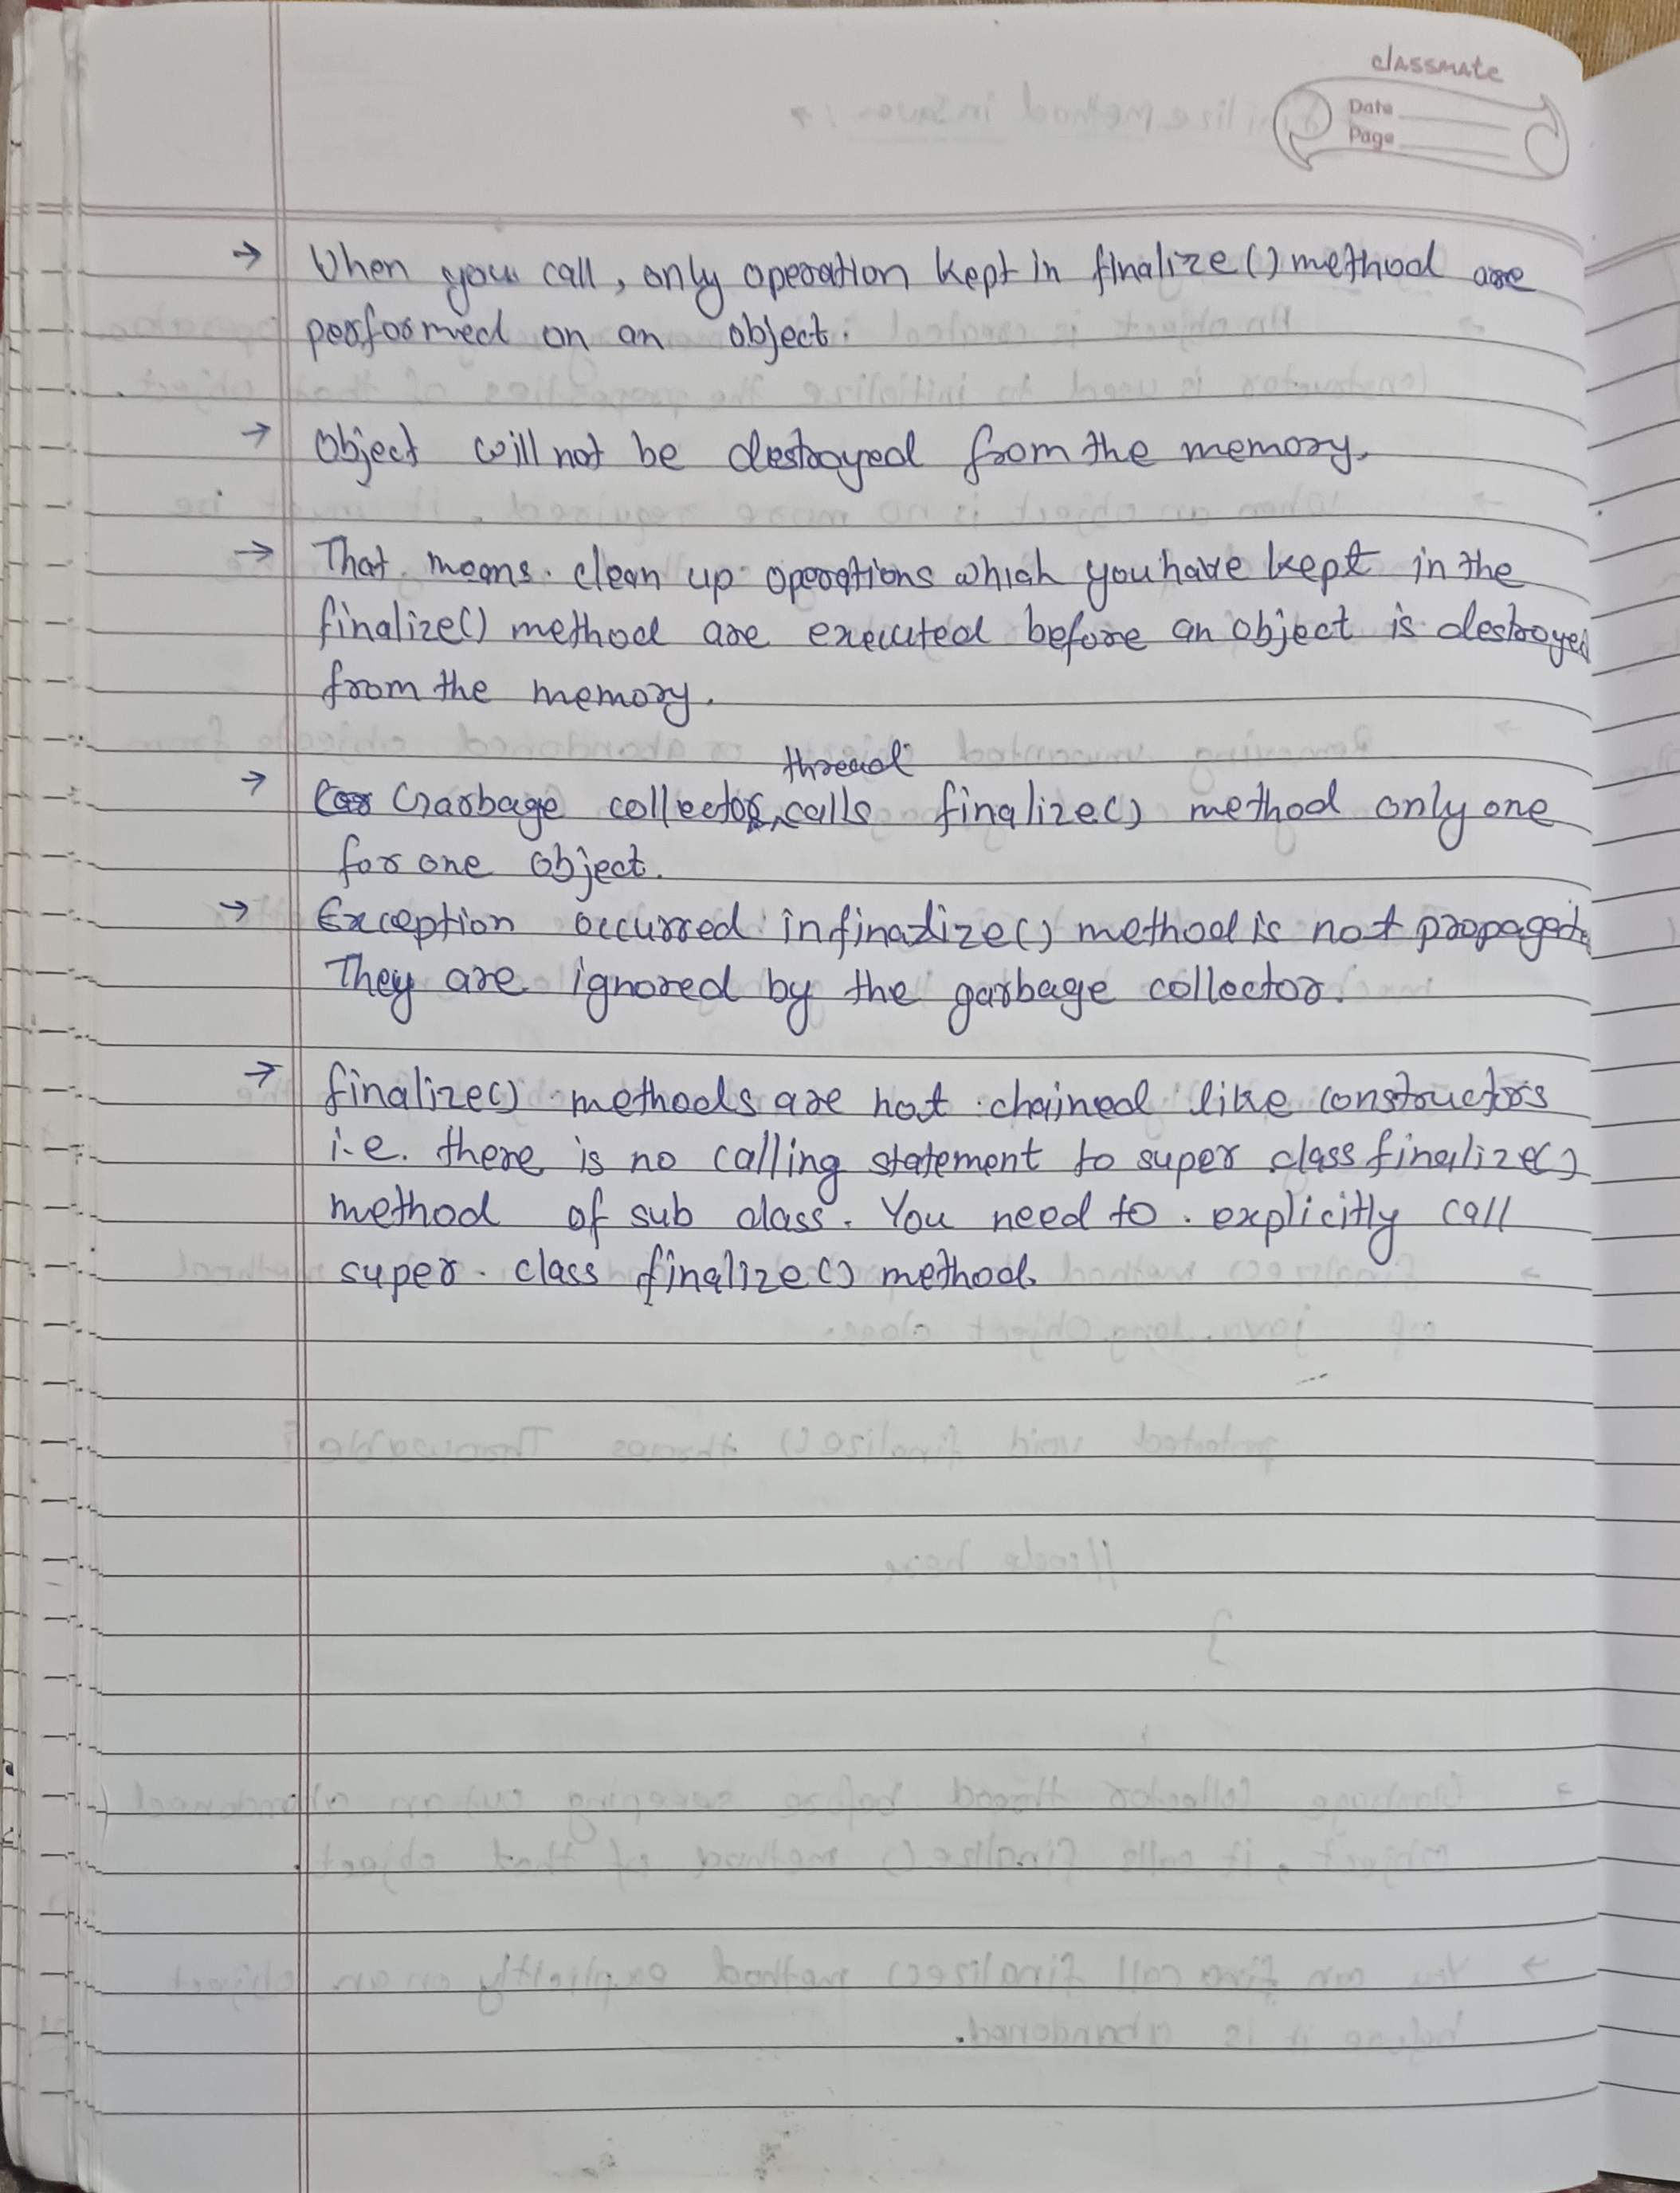 classmate
Date
Page
→ When you call, only operation kept in finalize() method are
performed on an object.
→ Object will not be destroyed from the memory.
→ That means clean up operations which you have kept in the
finalize() method are executed before an object is destroyed
from the memory.
thread
→ Garbage collector calls finalize() method only one
for one object.
→ Exception occurred in finalize() method is not propagate
They are ignored by the garbage collector.
→ finalize() methods are not chained like constructors
i.e. there is no calling statement to super class finalize()
method of sub class. You need to explicitly call
super class finalize() method.